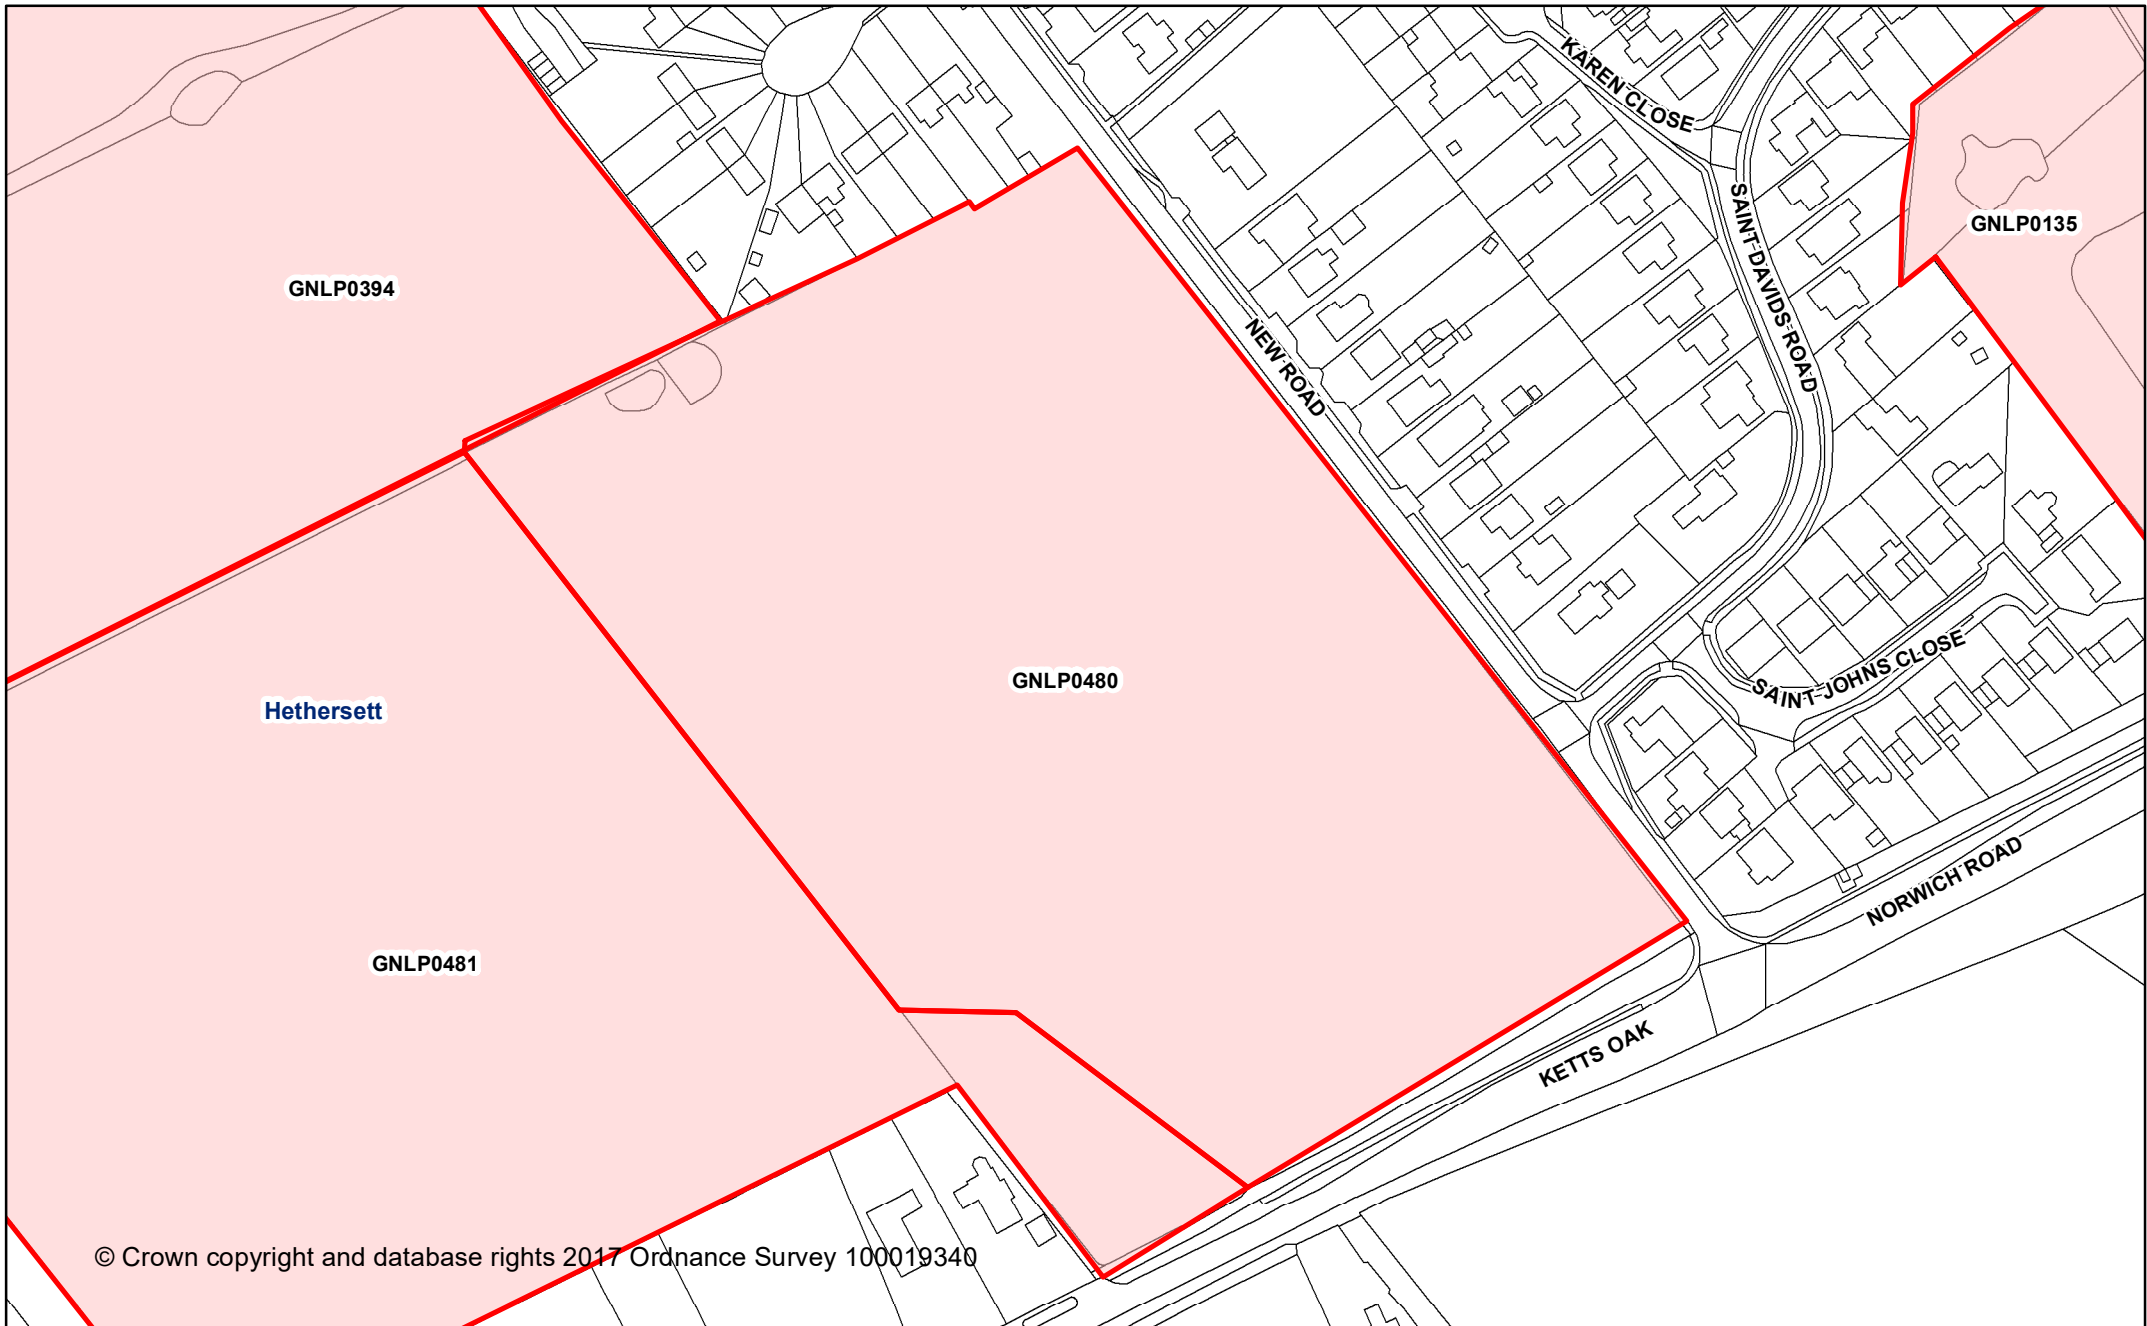 KAREN CLOSE
SAINT DAVIDS ROAD
GNLP0135
GNLP0394
NEW ROAD
GNLP0480
SAINT JOHNS CLOSE
Hethersett
NORWICH ROAD
GNLP0481
KETTS OAK
© Crown copyright and database rights 2017 Ordnance Survey 100019340